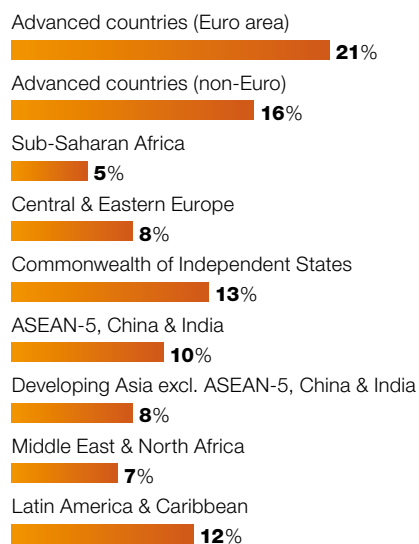 Advanced countries (Euro area)
21%
Advanced countries (non-Euro)
16%
Sub-Saharan Africa
5%
Central & Eastern Europe
8%
Commonwealth of Independent States
13%
ASEAN-5, China & India
10%
Developing Asia excl. ASEAN-5, China & India
8%
Middle East & North Africa
7%
Latin America & Caribbean
12%